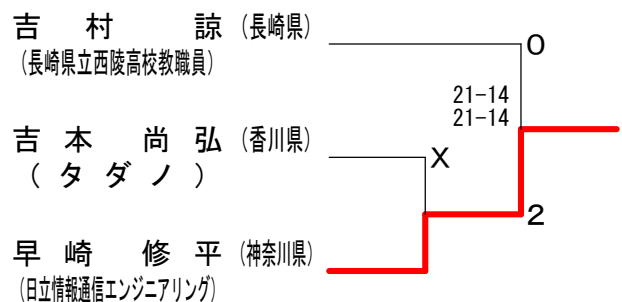 吉村 諒 (長崎県)
(長崎県立西陵高校教職員)
0
21-14
21-14
吉本 尚弘 (香川県)
(タダノ)
X
2
早崎 修平 (神奈川県)
(日立情報通信エンジニアリング)